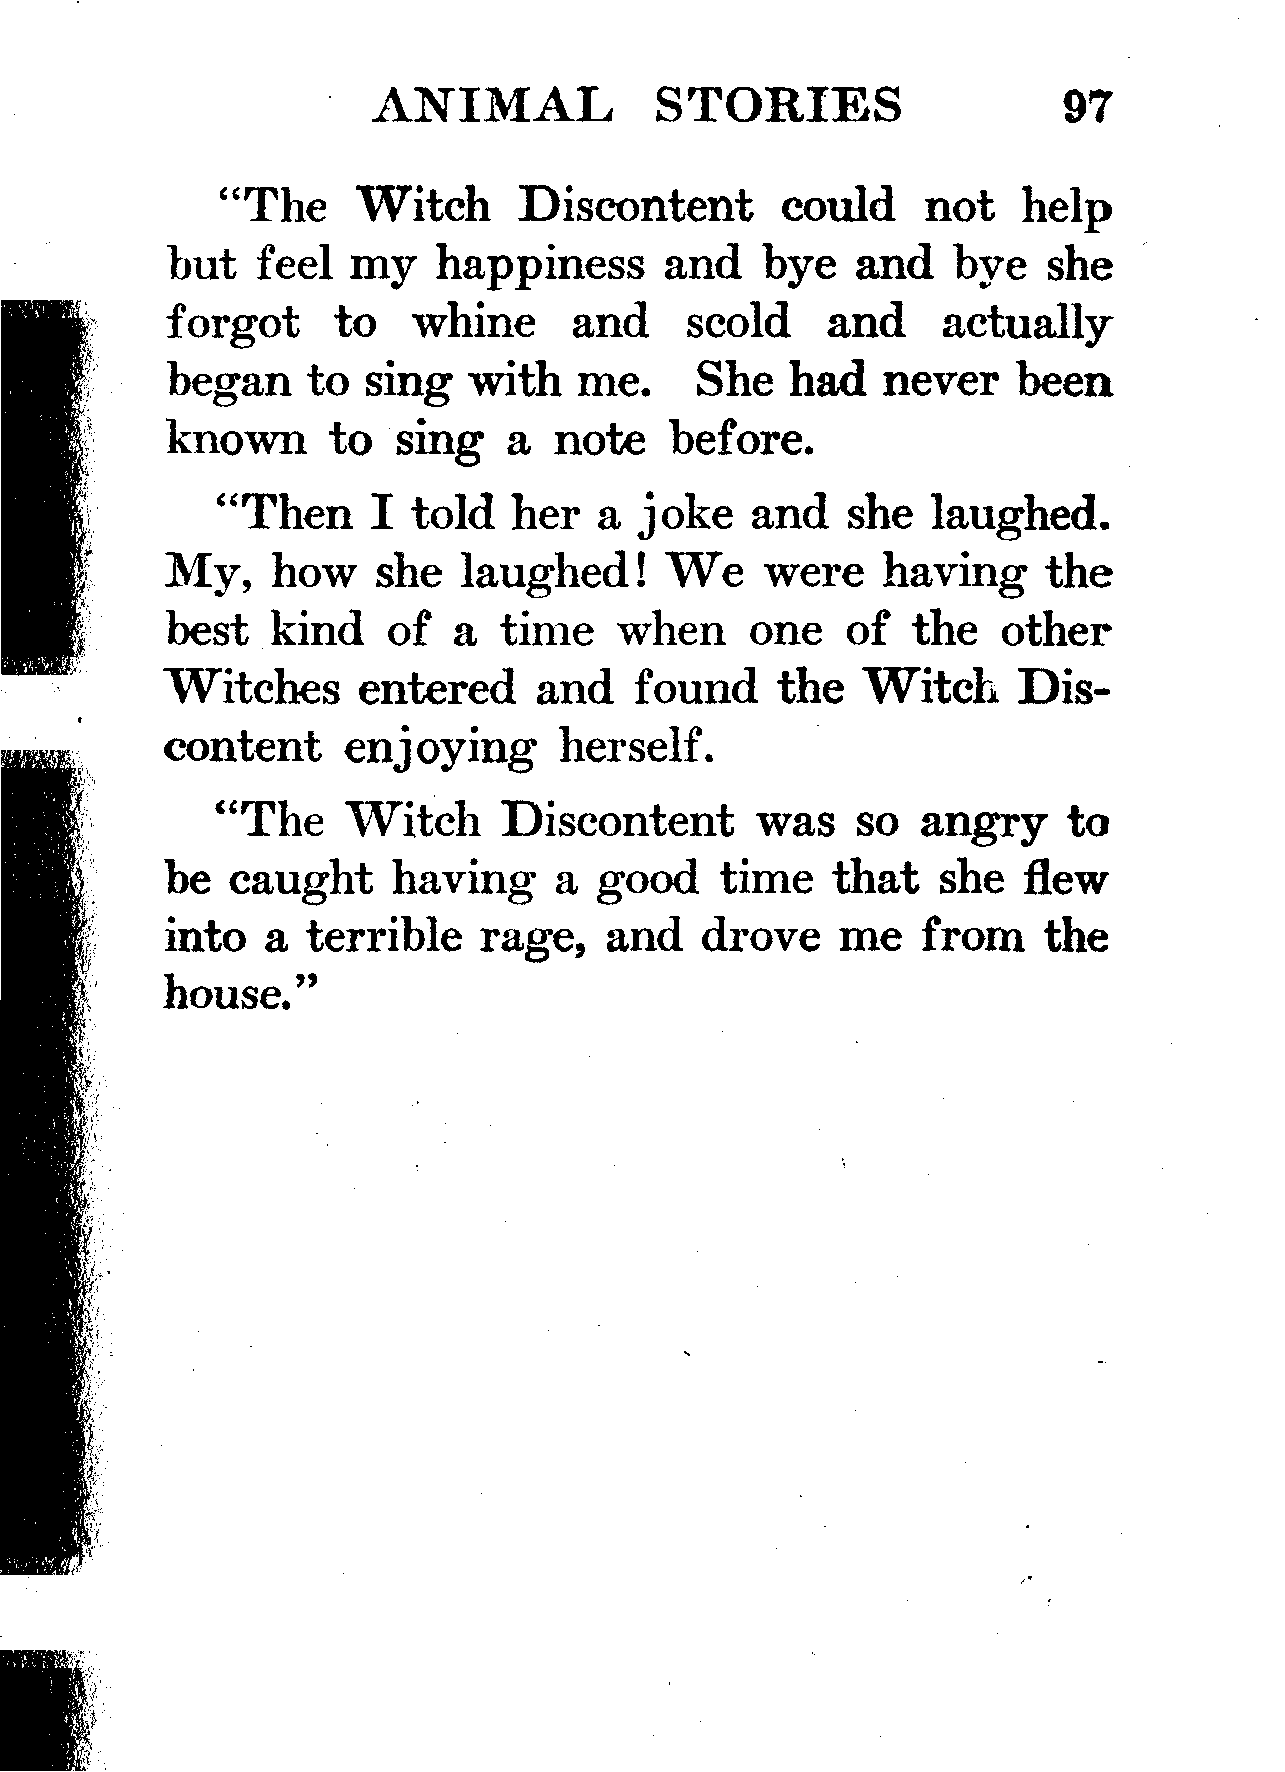 ANIMAL STORIES 97
“The Witch Discontent could not help
but feel my happiness and bye and bye she
forgot to whine and scold and actually
began to sing with me. She had never been
known to sing a note before.
“Then I told her a joke and she laughed.
My, how she laughed! We were having the
best kind of a time when one of the other
Witches entered and found the Witch Dis-
content enjoying herself.
“The Witch Discontent was so angry to
be caught having a good time that she flew
into a terrible rage, and drove me from the
house.”